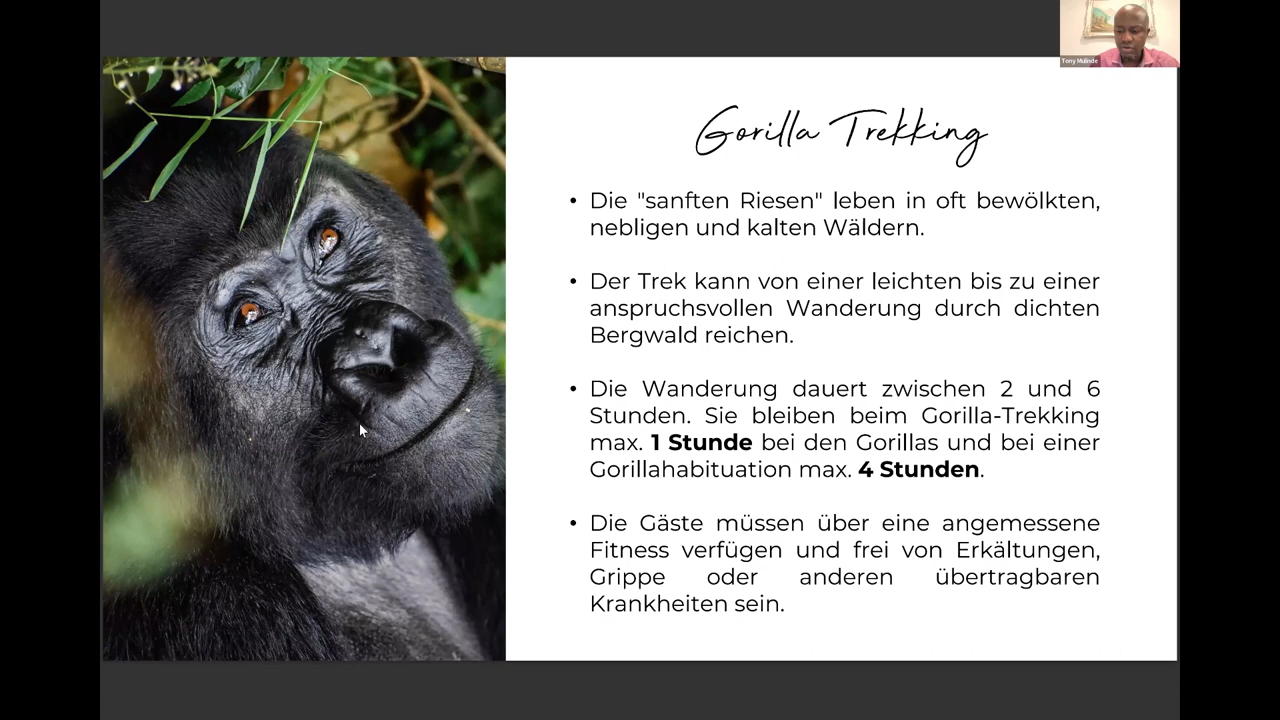 Tony Mulinde
Gorilla Trekking
• Die "sanften Riesen" leben in oft bewölkten,
nebligen und kalten Wäldern.
• Der Trek kann von einer leichten bis zu einer
anspruchsvollen Wanderung durch dichten
Bergwald reichen.
• Die Wanderung dauert zwischen 2 und 6
Stunden. Sie bleiben beim Gorilla-Trekking
max. 1 Stunde bei den Gorillas und bei einer
Gorillahabituation max. 4 Stunden.
• Die Gäste müssen über eine angemessene
Fitness verfügen und frei von Erkältungen,
Grippe oder anderen übertragbaren
Krankheiten sein.